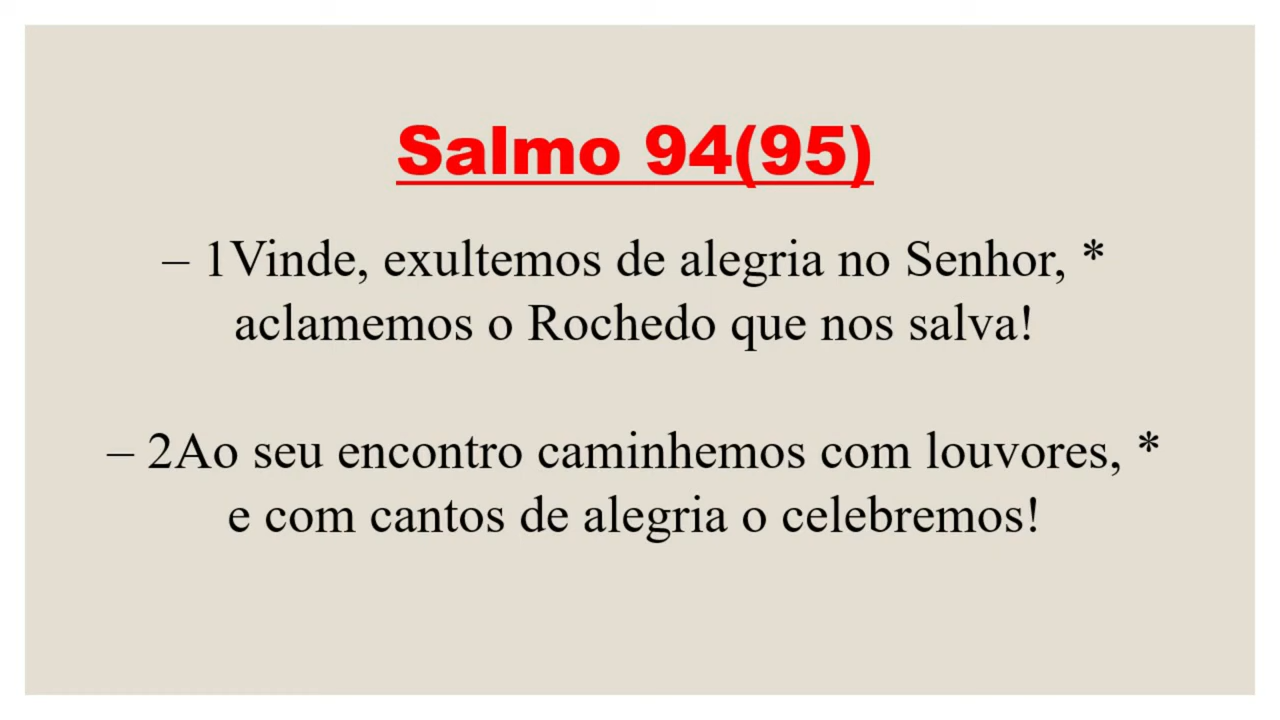 Salmo 94(95)
– 1Vinde, exultemos de alegria no Senhor, *
aclamemos o Rochedo que nos salva!
– 2Ao seu encontro caminhemos com louvores, *
e com cantos de alegria o celebremos!